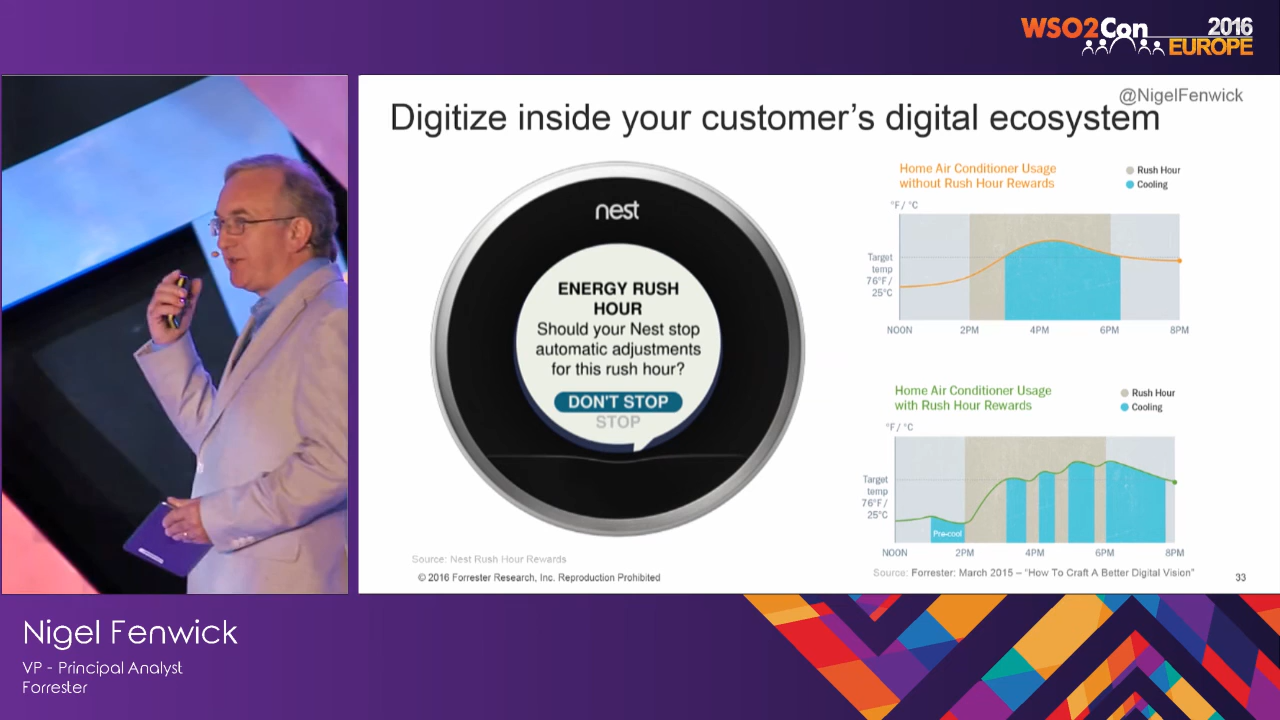 WSO2Con 2016
EUROPE
@NigelFenwick
Digitize inside your customer's digital ecosystem
nest
ENERGY RUSH
HOUR
Should your Nest stop
automatic adjustments
for this rush hour?
DON'T STOP
STOP
Home Air Conditioner Usage
without Rush Hour Rewards
Rush Hour
Cooling
°F/ °C
Target
temp
76°F/
25°C
NOON 2PM 4PM 6PM 8PM
Home Air Conditioner Usage
with Rush Hour Rewards
Rush Hour
Cooling
°F/ °C
Target
temp
76°F/
25°C
Pre-cool
NOON 2PM 4PM 6PM 8PM
Source: Nest Rush Hour Rewards
© 2016 Forrester Research, Inc. Reproduction Prohibited
Source: Forrester: March 2015 – "How To Craft A Better Digital Vision"
33
Nigel Fenwick
VP - Principal Analyst
Forrester